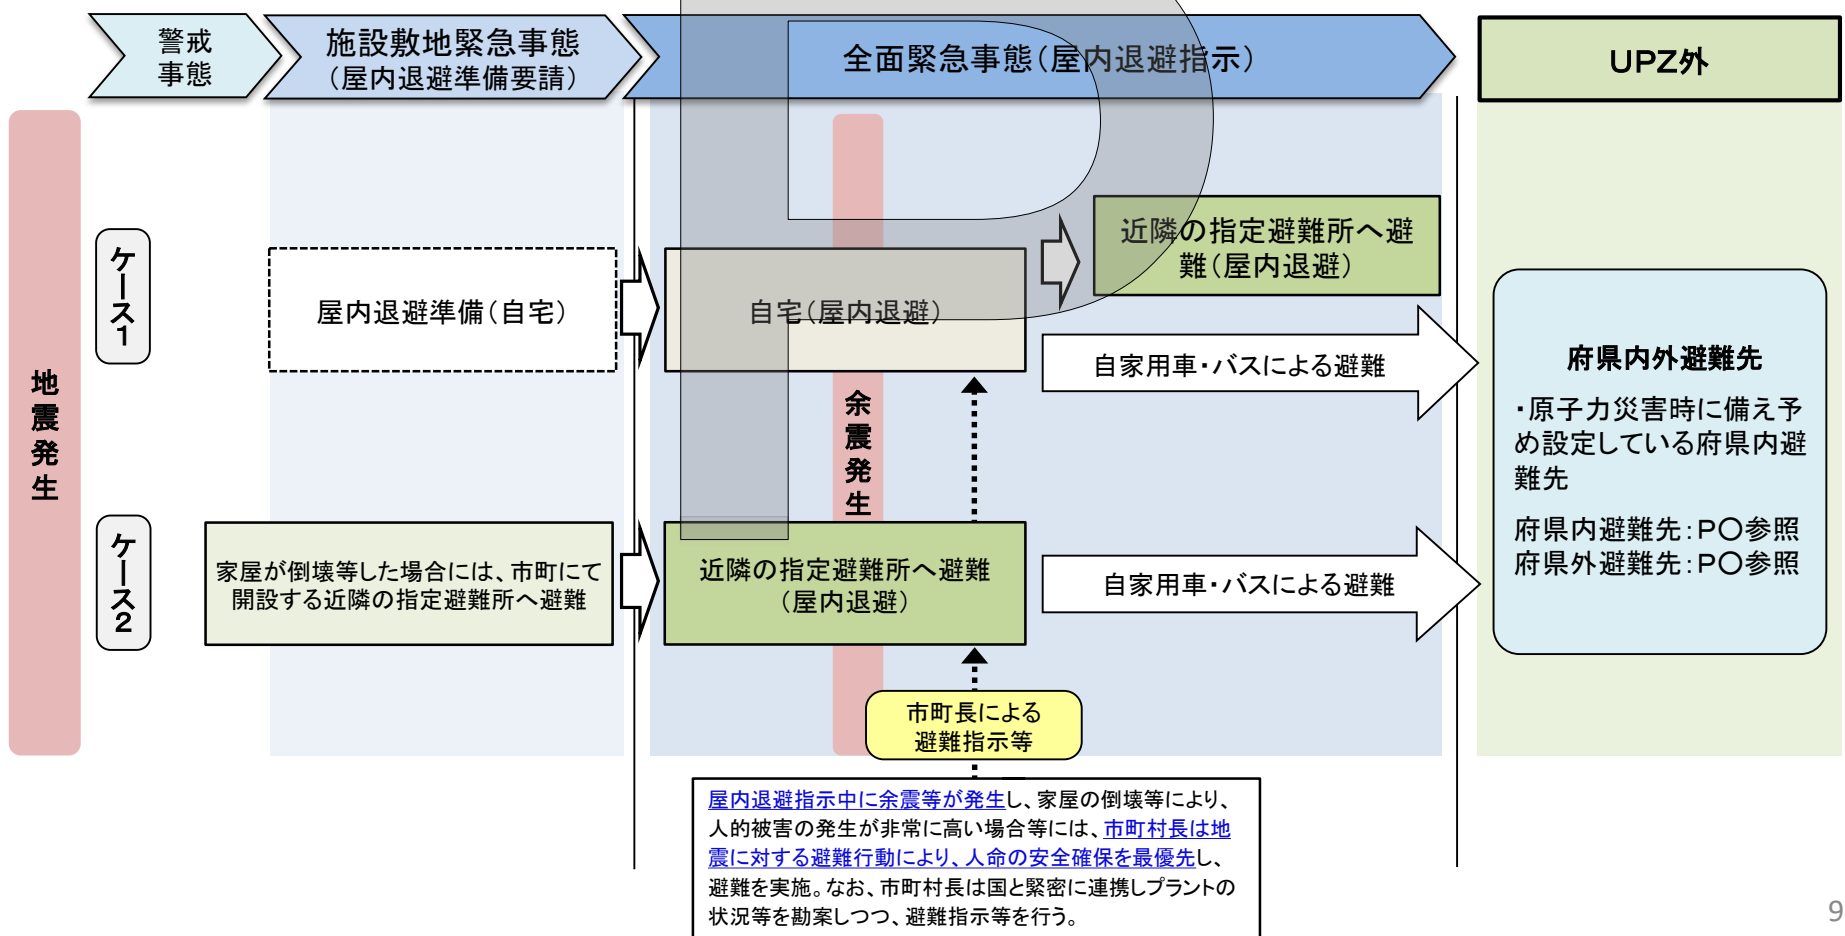 警戒
事態
施設敷地緊急事態
（屋内退避準備要請）
全面緊急事態（屋内退避指示）
UPZ外
地震発生
ケース1
屋内退避準備（自宅）
自宅（屋内退避）
近隣の指定避難所へ避
難（屋内退避）
自家用車・バスによる避難
余震発生
ケース2
家屋が倒壊等した場合には、市町にて
開設する近隣の指定避難所へ避難
近隣の指定避難所へ避難
（屋内退避）
自家用車・バスによる避難
府県内外避難先
・原子力災害時に備え予
め設定している府県内避
難先
府県内避難先：P〇参照
府県外避難先：P〇参照
市町長による
避難指示等
屋内退避指示中に余震等が発生し、家屋の倒壊等により、
人的被害の発生が非常に高い場合等には、市町村長は地
震に対する避難行動により、人命の安全確保を最優先し、
避難を実施。なお、市町村長は国と緊密に連携しプラントの
状況等を勘案しつつ、避難指示等を行う。
P
9